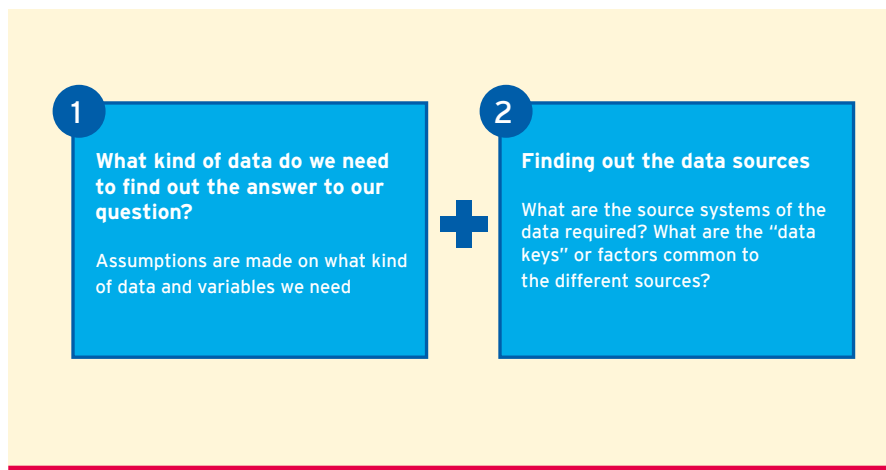 1
What kind of data do we need
to find out the answer to our
question?
Assumptions are made on what kind
of data and variables we need
2
Finding out the data sources
What are the source systems of the
data required? What are the “data
keys” or factors common to
the different sources?